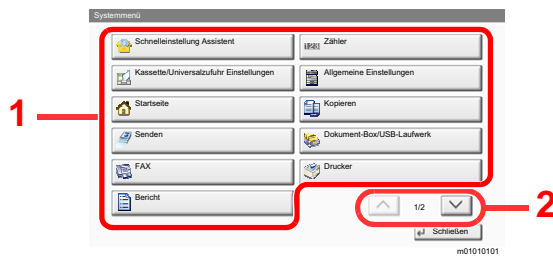 Systemmenü
Schnelleinstellung Assistent
Zähler
Kassette/Universalzufuhr Einstellungen
Allgemeine Einstellungen
Startseite
Kopieren
Senden
Dokument-Box/USB-Laufwerk
FAX
Drucker
Bericht
1/2
Schließen
1
2
m01010101